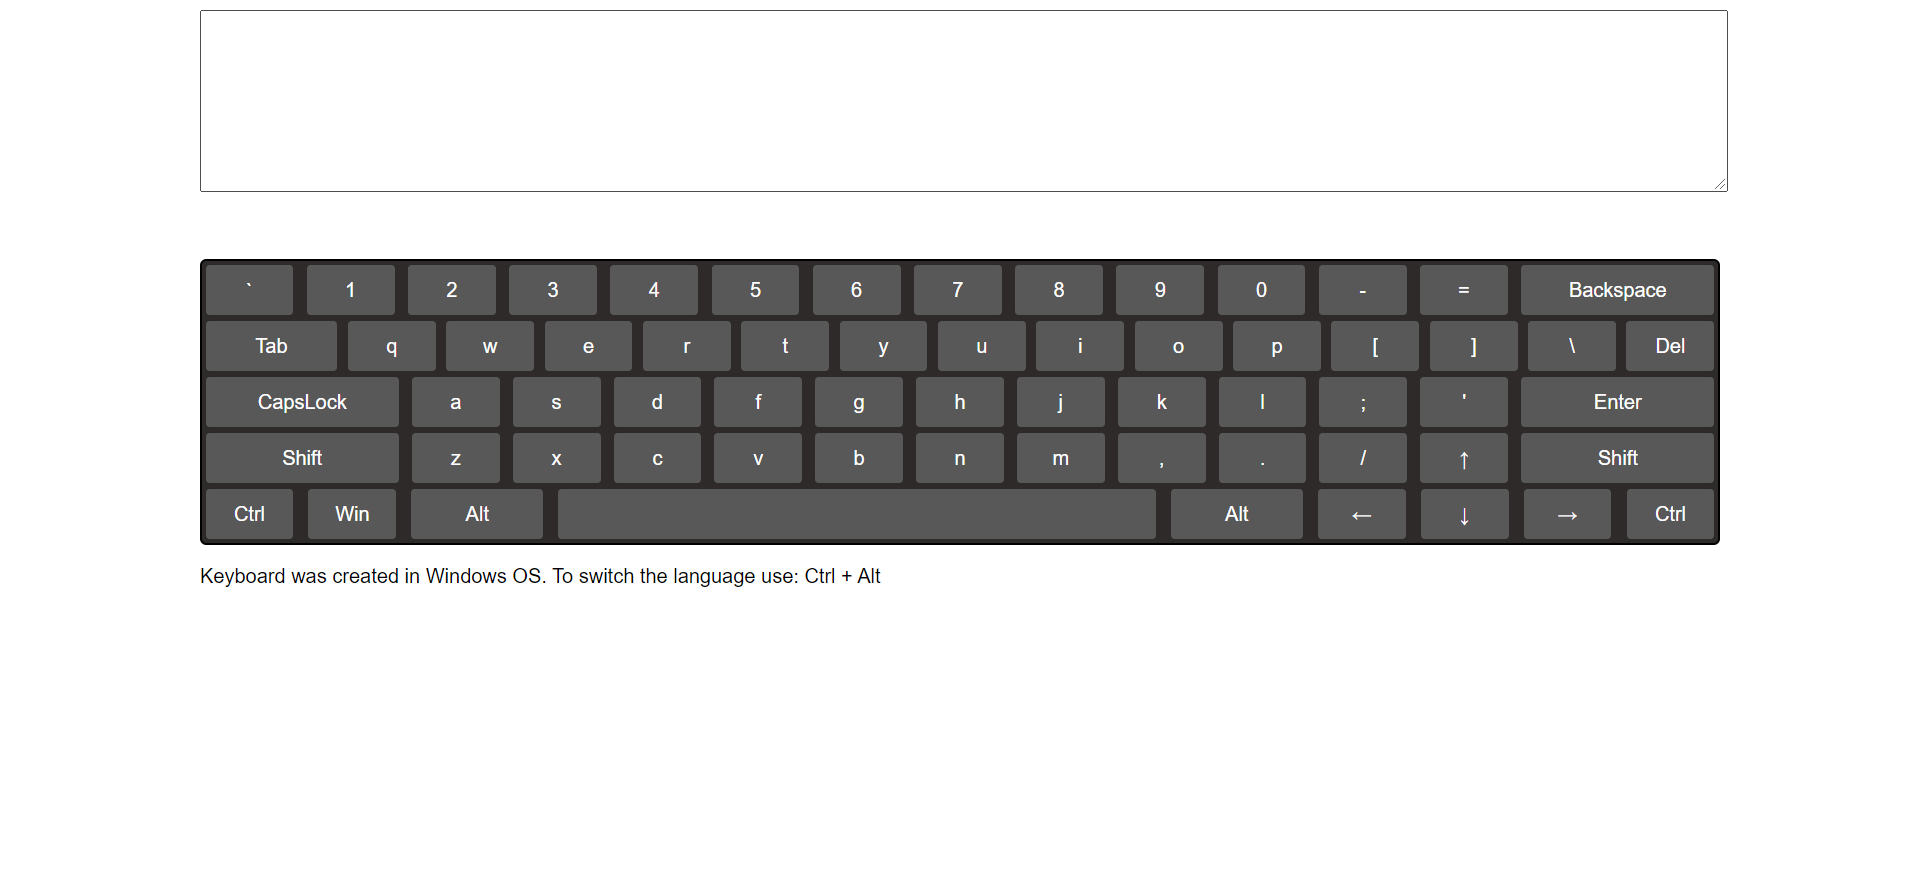 ` 1 2 3 4 5 6 7 8 9 0 - = Backspace
Tab q w e r t y u i o p [ ] \ Del
CapsLock a s d f g h j k l ; ' Enter
Shift z x c v b n m , . / ↑ Shift
Ctrl Win Alt Alt ← ↓ → Ctrl
Keyboard was created in Windows OS. To switch the language use: Ctrl + Alt